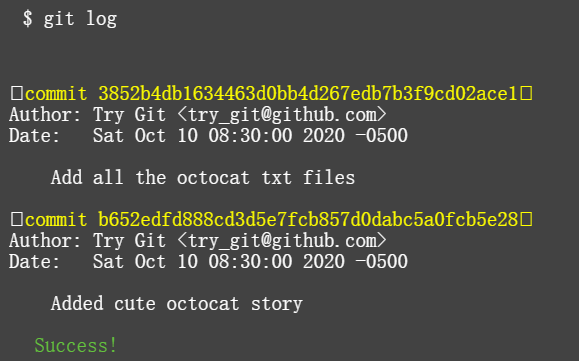 $ git log
□commit 3852b4db1634463d0bb4d267edb7b3f9cd02ace1□
Author: Try Git <try_git@github.com>
Date:   Sat Oct 10 08:30:00 2020 -0500
Add all the octocat txt files
□commit b652edfd888cd3d5e7fcb857d0dabc5a0fcb5e28□
Author: Try Git <try_git@github.com>
Date:   Sat Oct 10 08:30:00 2020 -0500
Added cute octocat story
Success!